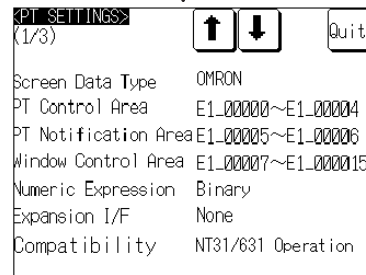 <PT SETTINGS>
(1/3)
Quit
Screen Data Type OMRON
PT Control Area E1_00000~E1_00004
PT Notification Area E1_00005~E1_00006
Window Control Area E1_00007~E1_000015
Numeric Expression Binary
Expansion I/F None
Compatibility NT31/631 Operation